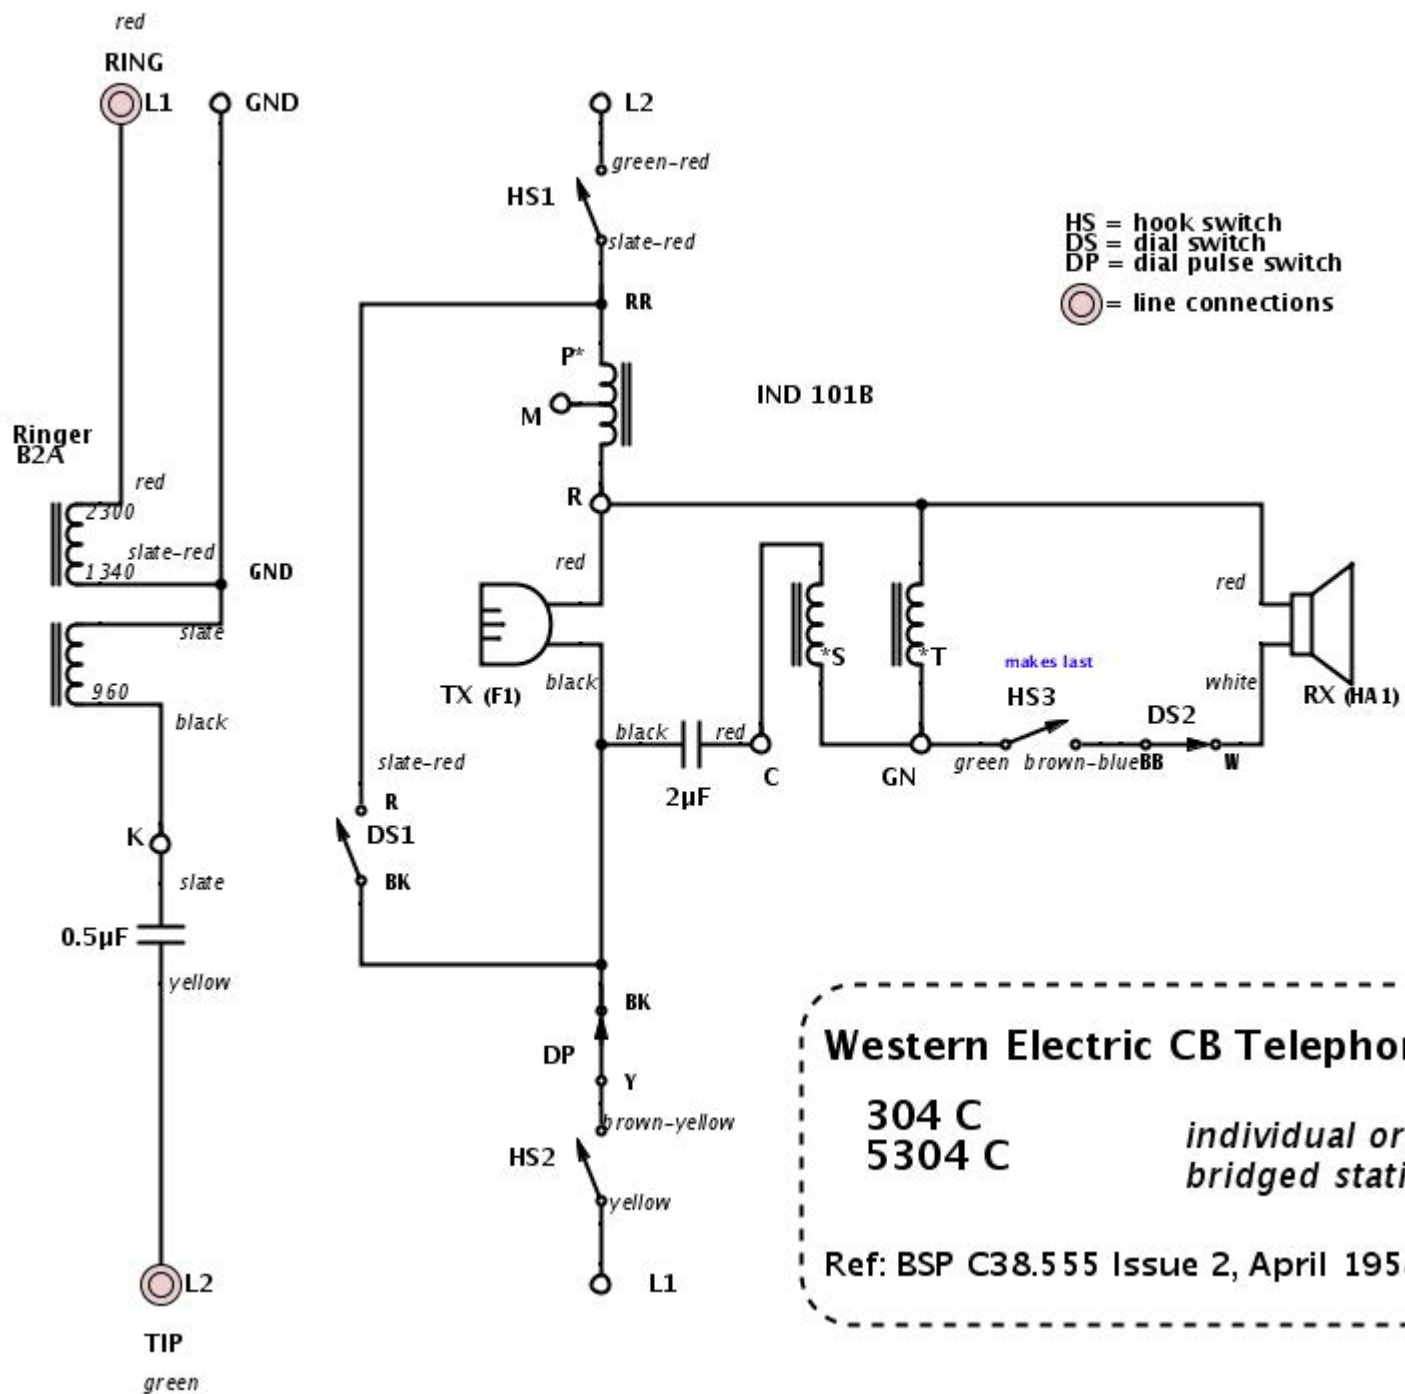 red
RING
L1
GND
L2
green-red
HS1
slate-red
HS = hook switch
DS = dial switch
DP = dial pulse switch
= line connections
RR
P*
M
IND 101B
Ringer
B2A
red
2300
slate-red
1340
GND
slate
960
black
R
red
TX (F1)
black
*S
*T
makes last
HS3
red
white
RX (HA1)
DS2
black
red
C
2µF
GN
green
brown-blue
BB
W
slate-red
R
DS1
BK
K
slate
0.5µF
yellow
BK
DP
Y
brown-yellow
HS2
yellow
L1
L2
TIP
green
Western Electric CB Telephon
304 C
5304 C
individual or
bridged stati
Ref: BSP C38.555 Issue 2, April 195